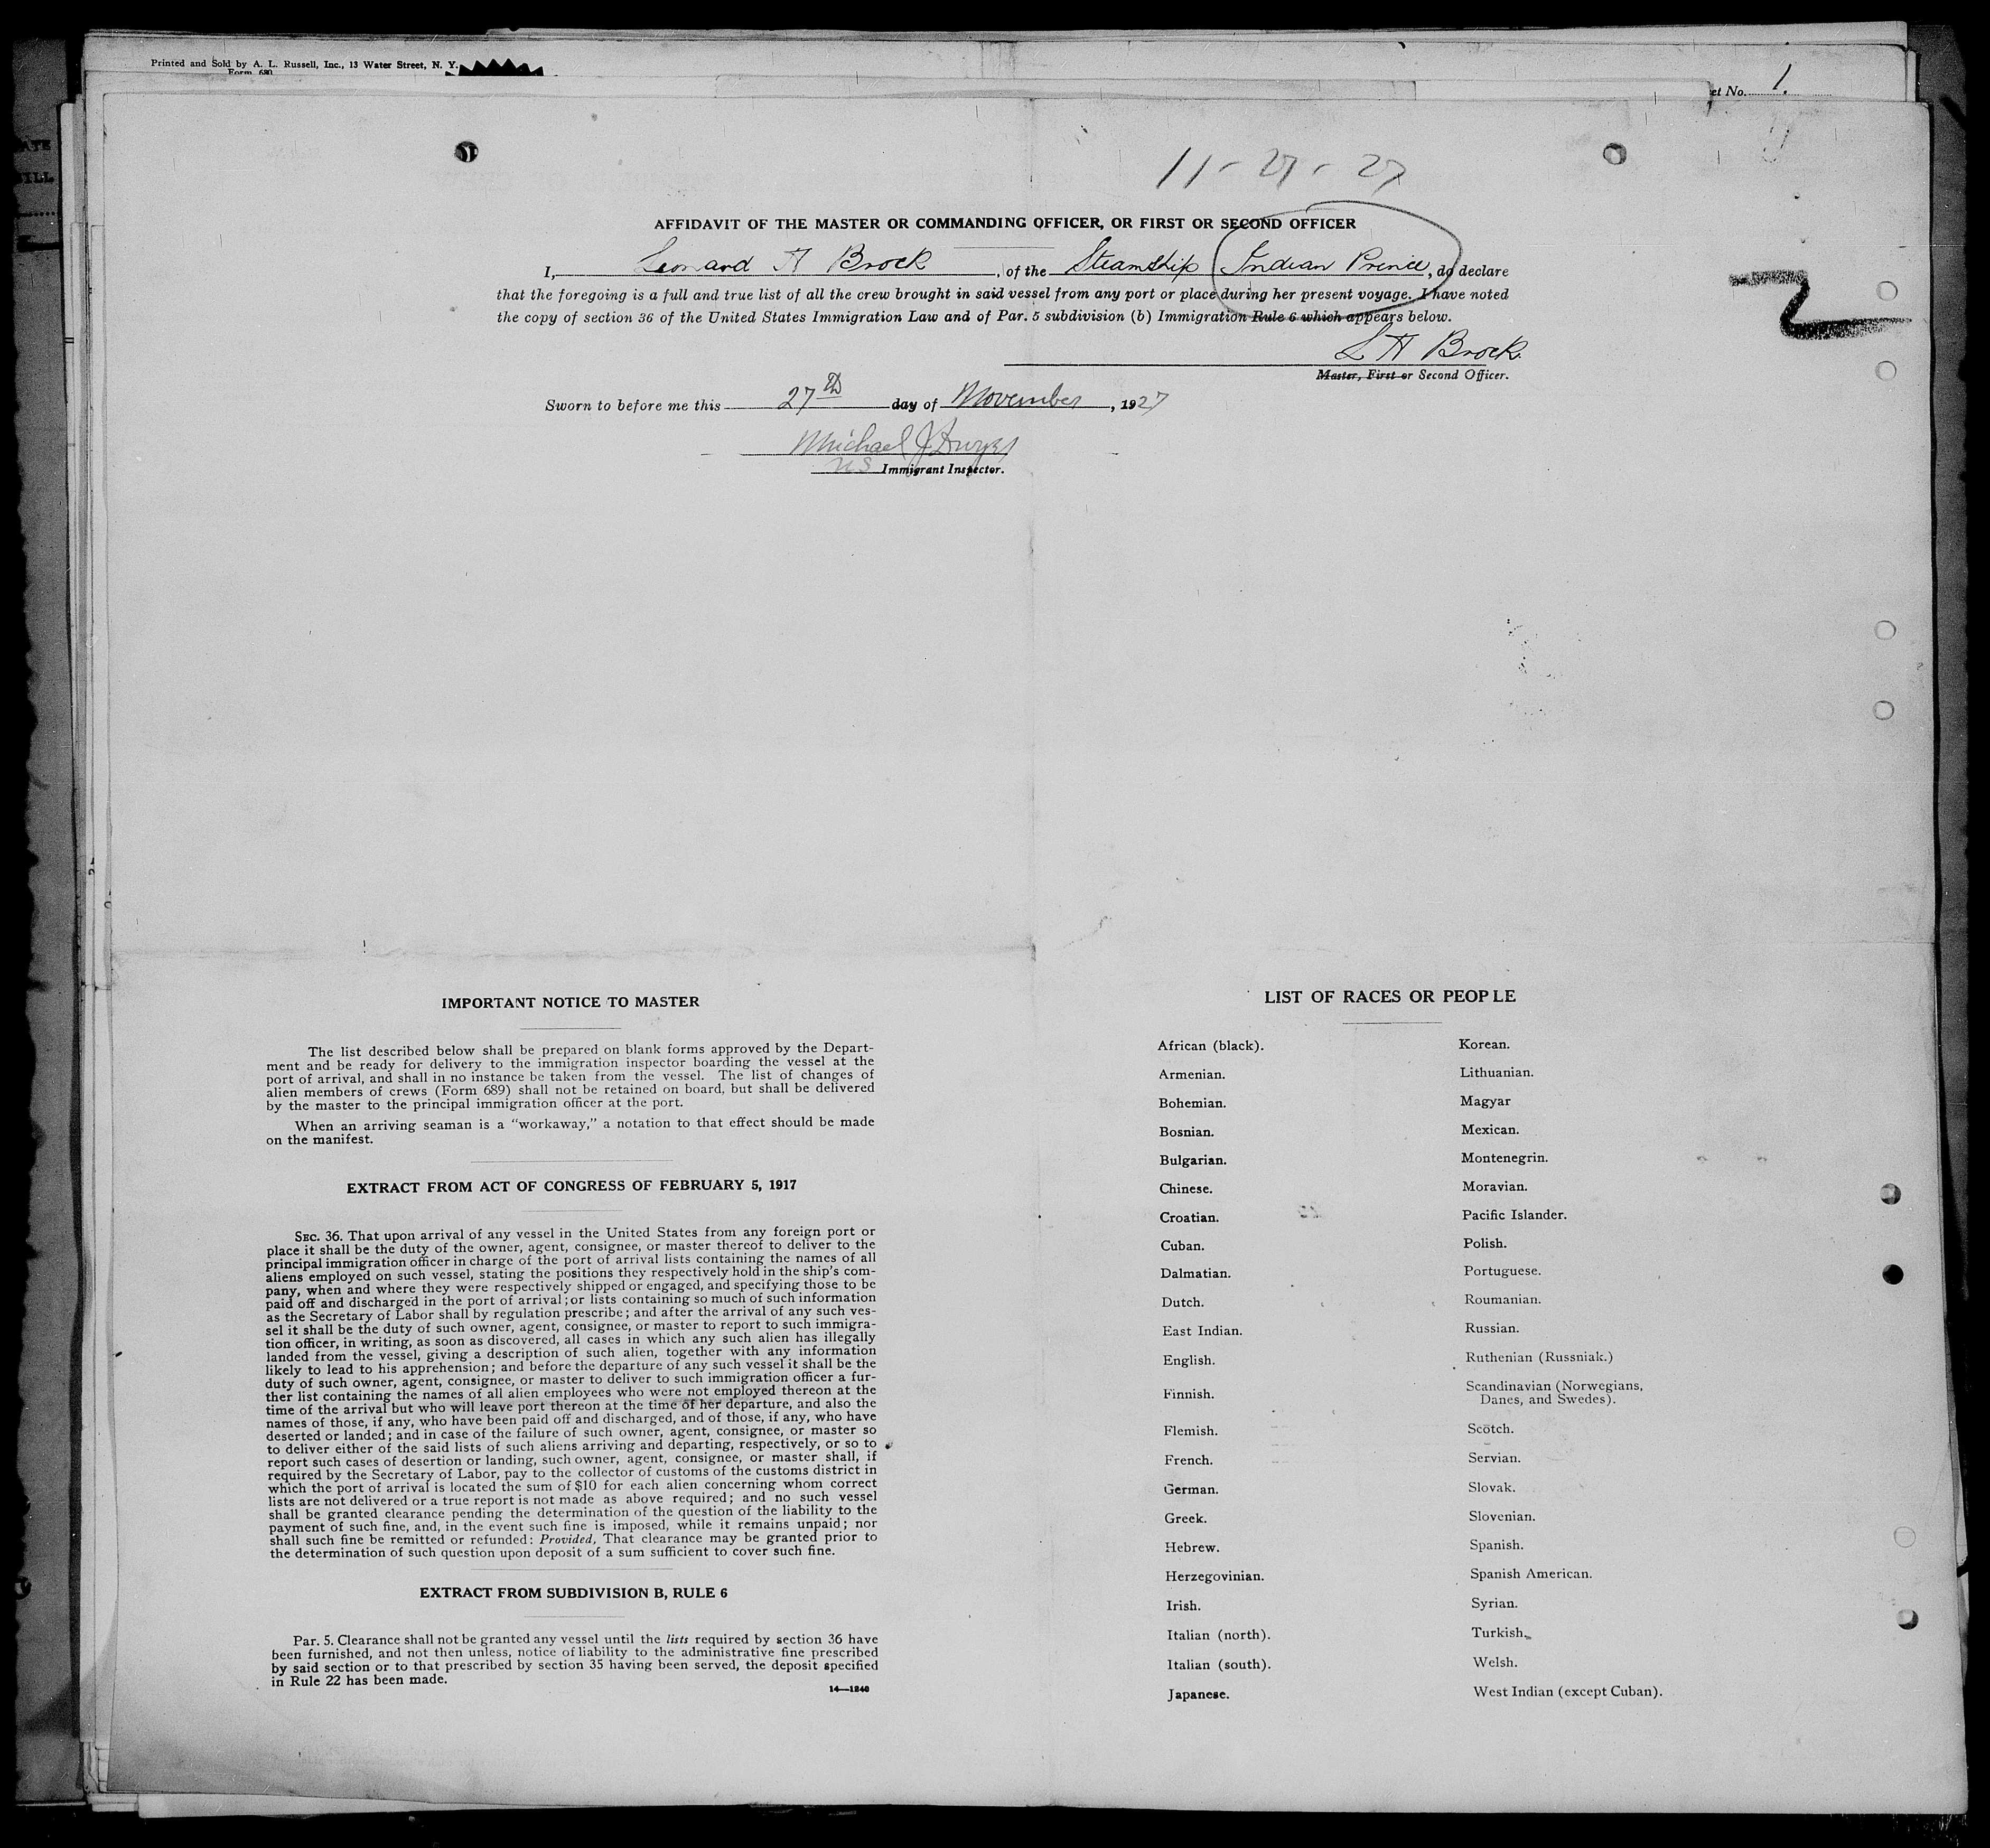 Printed and Sold by A. L. Russell, Inc., 13 Water Street, N. Y.
Form 680
et No. 1.
ATE
BILL
11-27-27
AFFIDAVIT OF THE MASTER OR COMMANDING OFFICER, OR FIRST OR SECOND OFFICER
I, Leonard H Brock, of the Steamship Indian Prince, do declare
that the foregoing is a full and true list of all the crew brought in said vessel from any port or place during her present voyage. I have noted
the copy of section 36 of the United States Immigration Law and of Par. 5 subdivision (b) Immigration Rule 6 which appears below.
L H Brock.
Master, First or Second Officer.
Sworn to before me this 27th day of November, 1927
Michael J
US Immigrant Inspector.
2
IMPORTANT NOTICE TO MASTER
The list described below shall be prepared on blank forms approved by the Depart-
ment and be ready for delivery to the immigration inspector boarding the vessel at the
port of arrival, and shall in no instance be taken from the vessel. The list of changes of
alien members of crews (Form 689) shall not be retained on board, but shall be delivered
by the master to the principal immigration officer at the port.
When an arriving seaman is a "workaway," a notation to that effect should be made
on the manifest.
EXTRACT FROM ACT OF CONGRESS OF FEBRUARY 5, 1917
SEC. 36. That upon arrival of any vessel in the United States from any foreign port or
place it shall be the duty of the owner, agent, consignee, or master thereof to deliver to the
principal immigration officer in charge of the port of arrival lists containing the names of all
aliens employed on such vessel, stating the positions they respectively hold in the ship's com-
pany, when and where they were respectively shipped or engaged, and specifying those to be
paid off and discharged in the port of arrival; or lists containing so much of such information
as the Secretary of Labor shall by regulation prescribe; and after the arrival of any such ves-
sel it shall be the duty of such owner, agent, consignee, or master to report to such immigra-
tion officer, in writing, as soon as discovered, all cases in which any such alien has illegally
landed from the vessel, giving a description of such alien, together with any information
likely to lead to his apprehension; and before the departure of any such vessel it shall be the
duty of such owner, agent, consignee, or master to deliver to such immigration officer a fur-
ther list containing the names of all alien employees who were not employed thereon at the
time of the arrival but who will leave port thereon at the time of her departure, and also the
names of those, if any, who have been paid off and discharged, and of those, if any, who have
deserted or landed; and in case of the failure of such owner, agent, consignee, or master so
to deliver either of the said lists of such aliens arriving and departing, respectively, or so to
report such cases of desertion or landing, such owner, agent, consignee, or master shall, if
required by the Secretary of Labor, pay to the collector of customs of the customs district in
which the port of arrival is located the sum of $10 for each alien concerning whom correct
lists are not delivered or a true report is not made as above required; and no such vessel
shall be granted clearance pending the determination of the question of the liability to the
payment of such fine, and, in the event such fine is imposed, while it remains unpaid; nor
shall such fine be remitted or refunded: Provided, That clearance may be granted prior to
the determination of such question upon deposit of a sum sufficient to cover such fine.
EXTRACT FROM SUBDIVISION B, RULE 6
Par. 5. Clearance shall not be granted any vessel until the lists required by section 36 have
been furnished, and not then unless, notice of liability to the administrative fine prescribed
by said section or to that prescribed by section 35 having been served, the deposit specified
in Rule 22 has been made.
14—1240
LIST OF RACES OR PEOPLE
African (black).
Armenian.
Bohemian.
Bosnian.
Bulgarian.
Chinese.
Croatian.
Cuban.
Dalmatian.
Dutch.
East Indian.
English.
Finnish.
Flemish.
French.
German.
Greek.
Hebrew.
Herzegovinian.
Irish.
Italian (north).
Italian (south).
Japanese.
Korean.
Lithuanian.
Magyar
Mexican.
Montenegrin.
Moravian.
Pacific Islander.
Polish.
Portuguese.
Roumanian.
Russian.
Ruthenian (Russniak.)
Scandinavian (Norwegians,
Danes, and Swedes).
Scotch.
Servian.
Slovak.
Slovenian.
Spanish.
Spanish American.
Syrian.
Turkish.
Welsh.
West Indian (except Cuban).